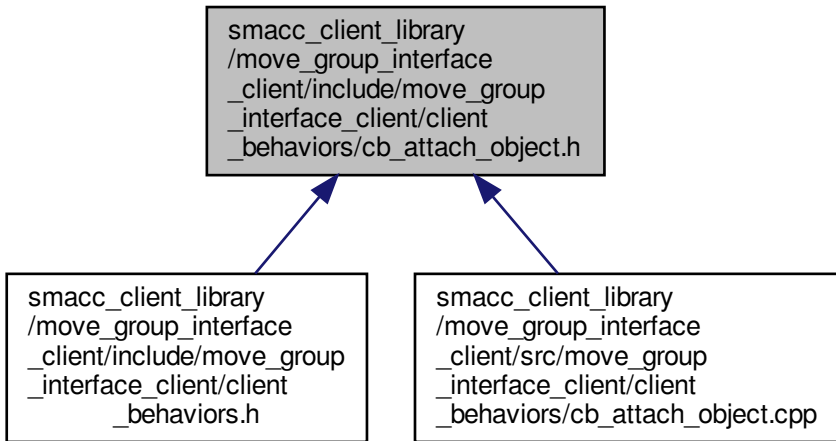 smacc_client_library
/move_group_interface
_client/include/move_group
_interface_client/client
_behaviors/cb_attach_object.h
smacc_client_library
/move_group_interface
_client/include/move_group
_interface_client/client
_behaviors.h
smacc_client_library
/move_group_interface
_client/src/move_group
_interface_client/client
_behaviors/cb_attach_object.cpp